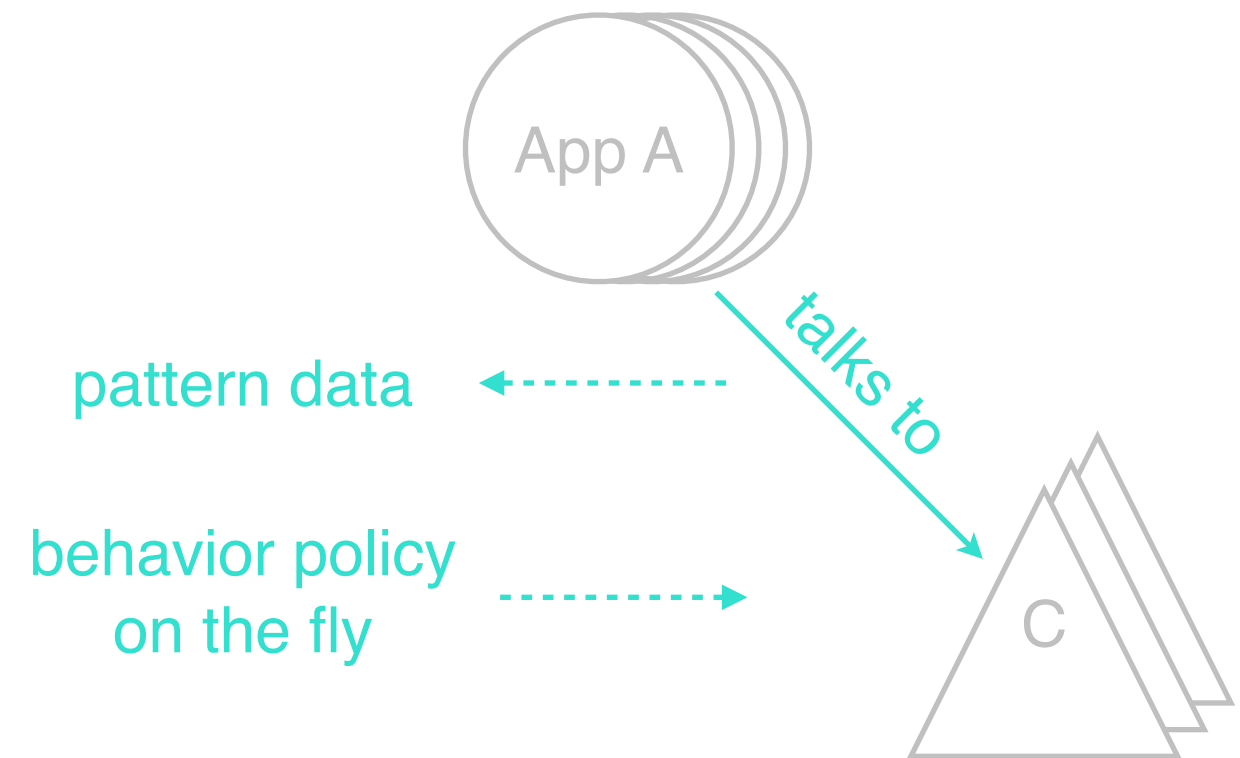 App A
talks to
pattern data
behavior policy
on the fly
C